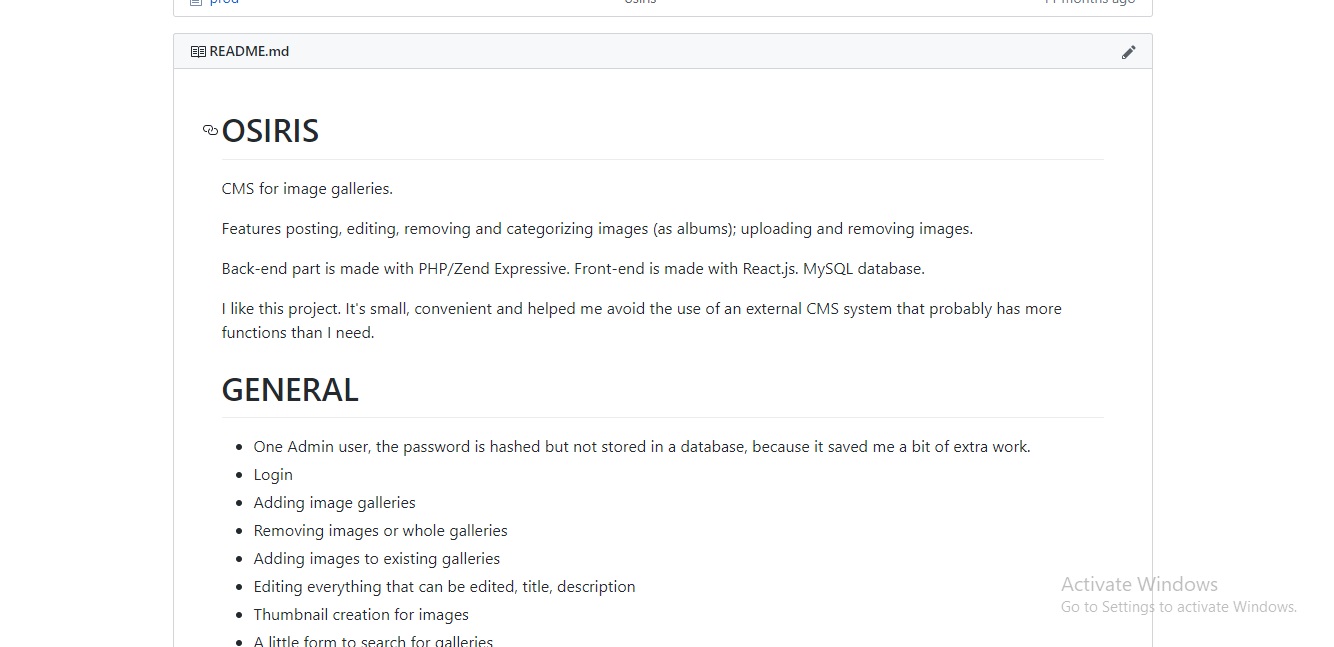 prod osiris 11 months ago
README.md
OSIRIS
CMS for image galleries.
Features posting, editing, removing and categorizing images (as albums); uploading and removing images.
Back-end part is made with PHP/Zend Expressive. Front-end is made with React.js. MySQL database.
I like this project. It's small, convenient and helped me avoid the use of an external CMS system that probably has more
functions than I need.
GENERAL
One Admin user, the password is hashed but not stored in a database, because it saved me a bit of extra work.
Login
Adding image galleries
Removing images or whole galleries
Adding images to existing galleries
Editing everything that can be edited, title, description
Thumbnail creation for images
A little form to search for galleries
Activate Windows
Go to Settings to activate Windows.